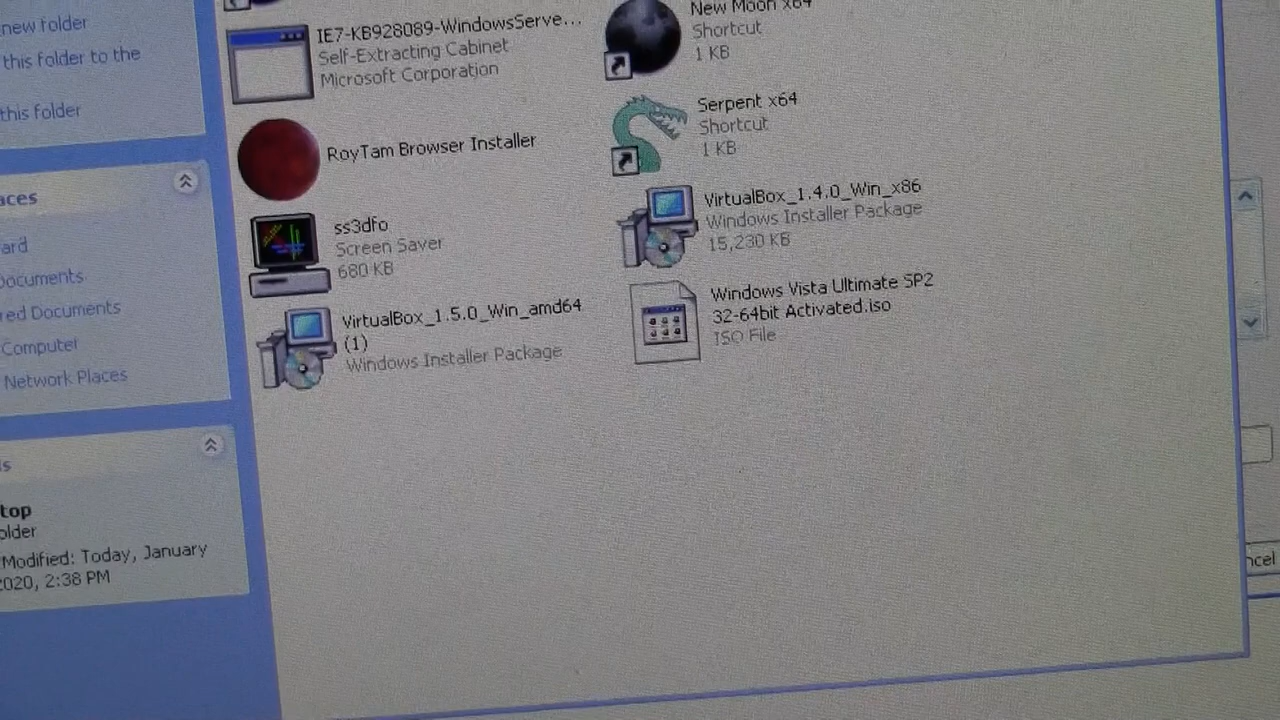 new folder
this folder to the
this folder
aces
ard
Documents
red Documents
Computer
Network Places
ls
top
older
Modified: Today, January
2020, 2:38 PM
IE7-KB928089-WindowsServe...
Self-Extracting Cabinet
Microsoft Corporation
New Moon x64
Shortcut
1 KB
RoyTam Browser Installer
Serpent x64
Shortcut
1 KB
ss3dfo
Screen Saver
680 KB
VirtualBox_1.4.0_Win_x86
Windows Installer Package
15,230 KB
VirtualBox_1.5.0_Win_amd64
(1)
Windows Installer Package
Windows Vista Ultimate SP2
32-64bit Activated.iso
ISO File
ncel